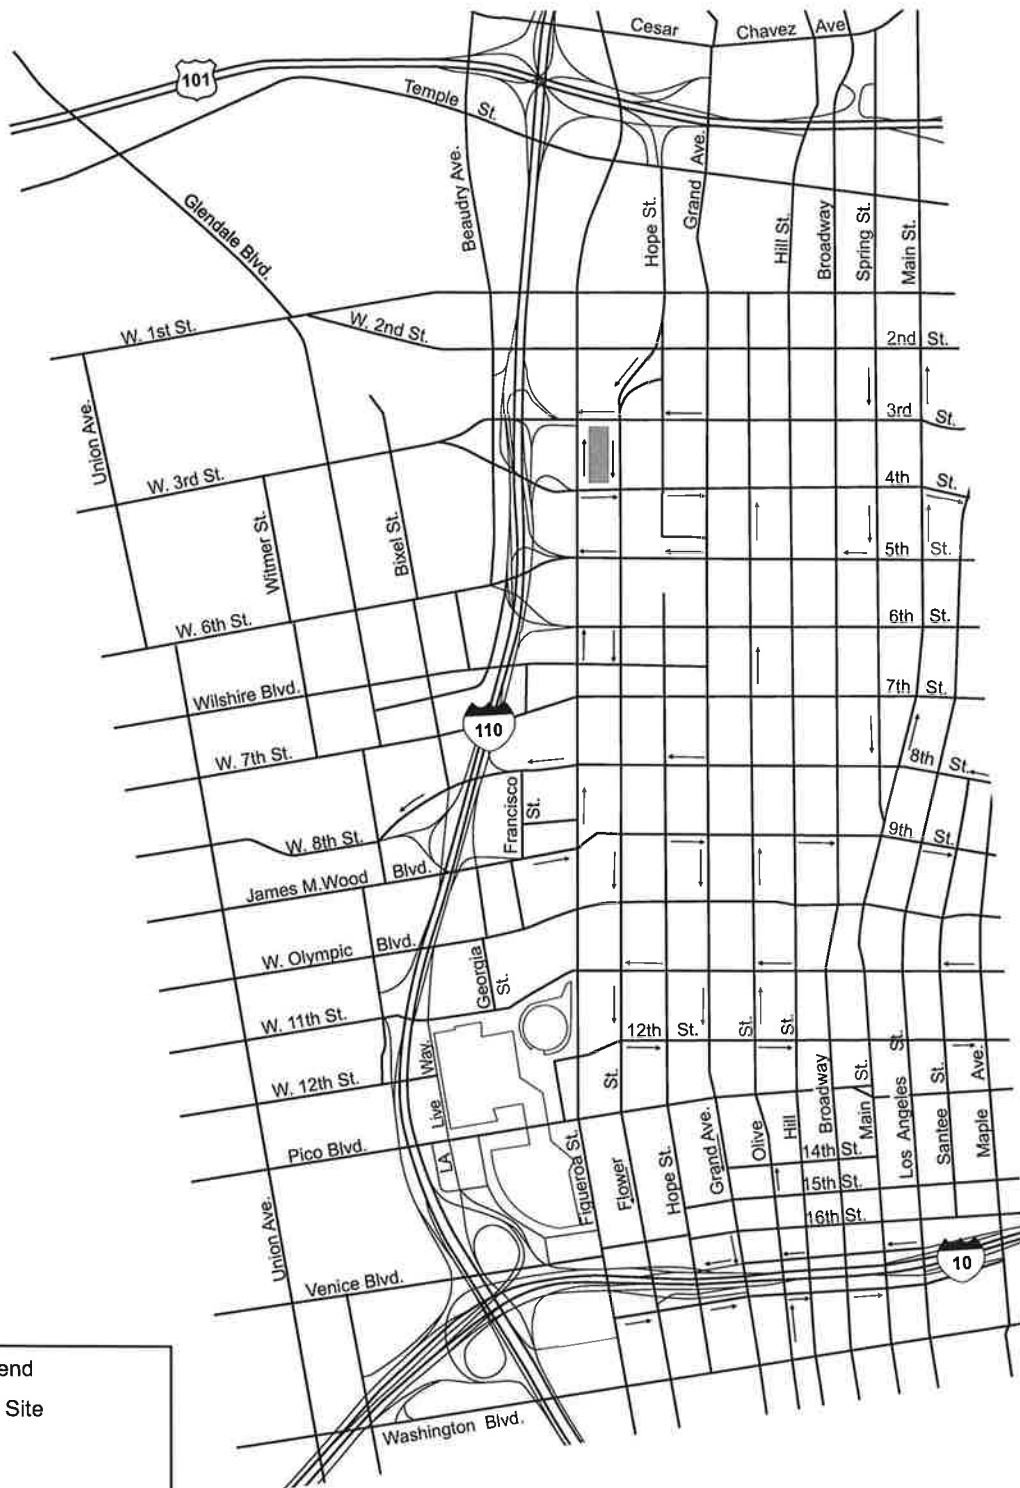 Cesar Chavez Ave
101
Temple St.
Glendale Blvd.
Beaudry Ave.
Hope St.
Grand Ave.
Hill St.
Broadway
Spring St.
Main St.
W. 1st St.
W. 2nd St.
2nd St.
Union Ave.
3rd St.
W. 3rd St.
4th St.
Witmer St.
Bixel St.
5th St.
W. 6th St.
6th St.
Wilshire Blvd.
7th St.
110
W. 7th St.
8th St.
Francisco St.
W. 8th St.
9th St.
James M.Wood Blvd.
W. Olympic Blvd.
Georgia St.
W. 11th St.
12th St.
W. 12th St.
LA Live Way.
Pico Blvd.
Figueroa St.
Flower St.
Hope St.
Grand Ave.
Olive St.
Hill St.
Broadway
Main St.
Los Angeles St.
Santee St.
Maple Ave.
14th St.
15th St.
16th St.
Union Ave.
Venice Blvd.
10
Washington Blvd.
end
Site